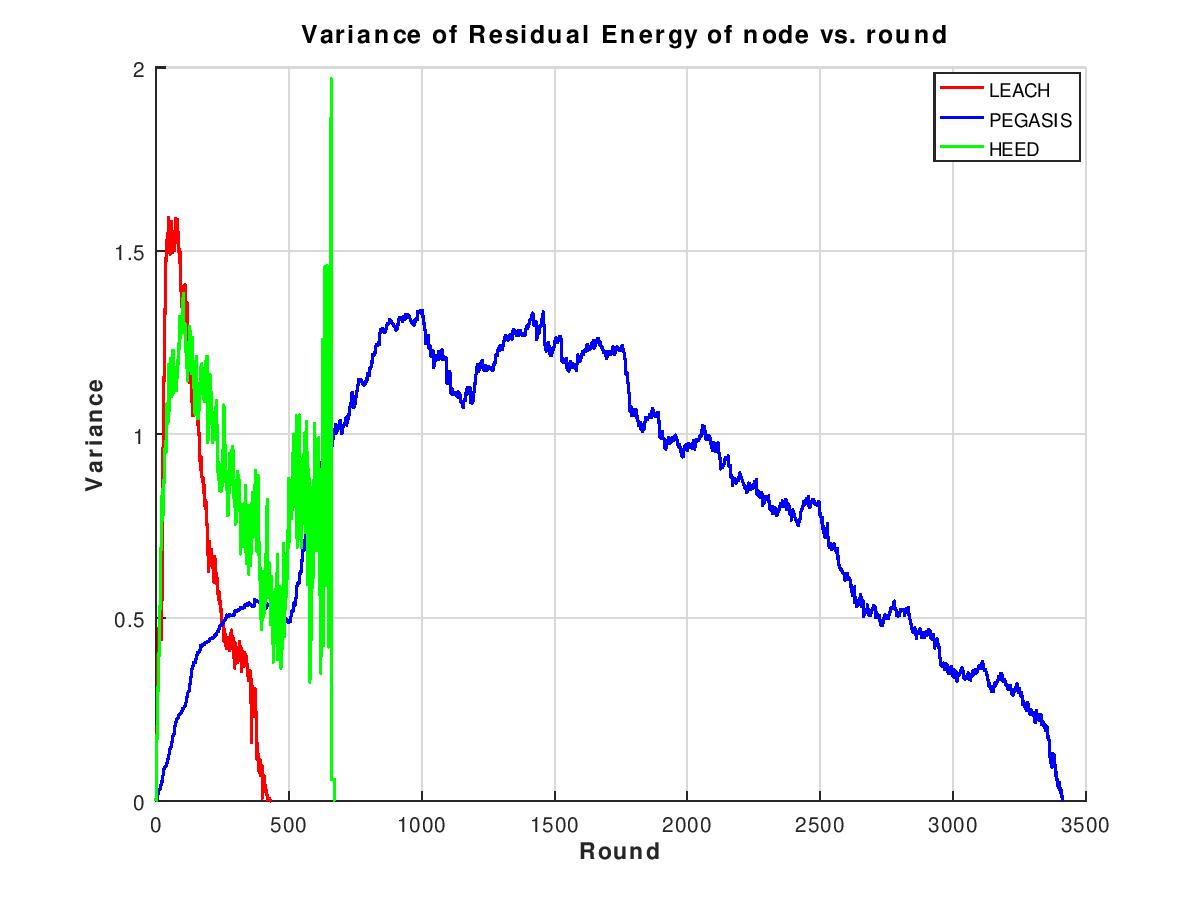 Variance of Residual Energy of node vs. round
2
LEACH
PEGASIS
HEED
1.5
1
0.5
0
Variance
0 500 1000 1500 2000 2500 3000 3500
Round